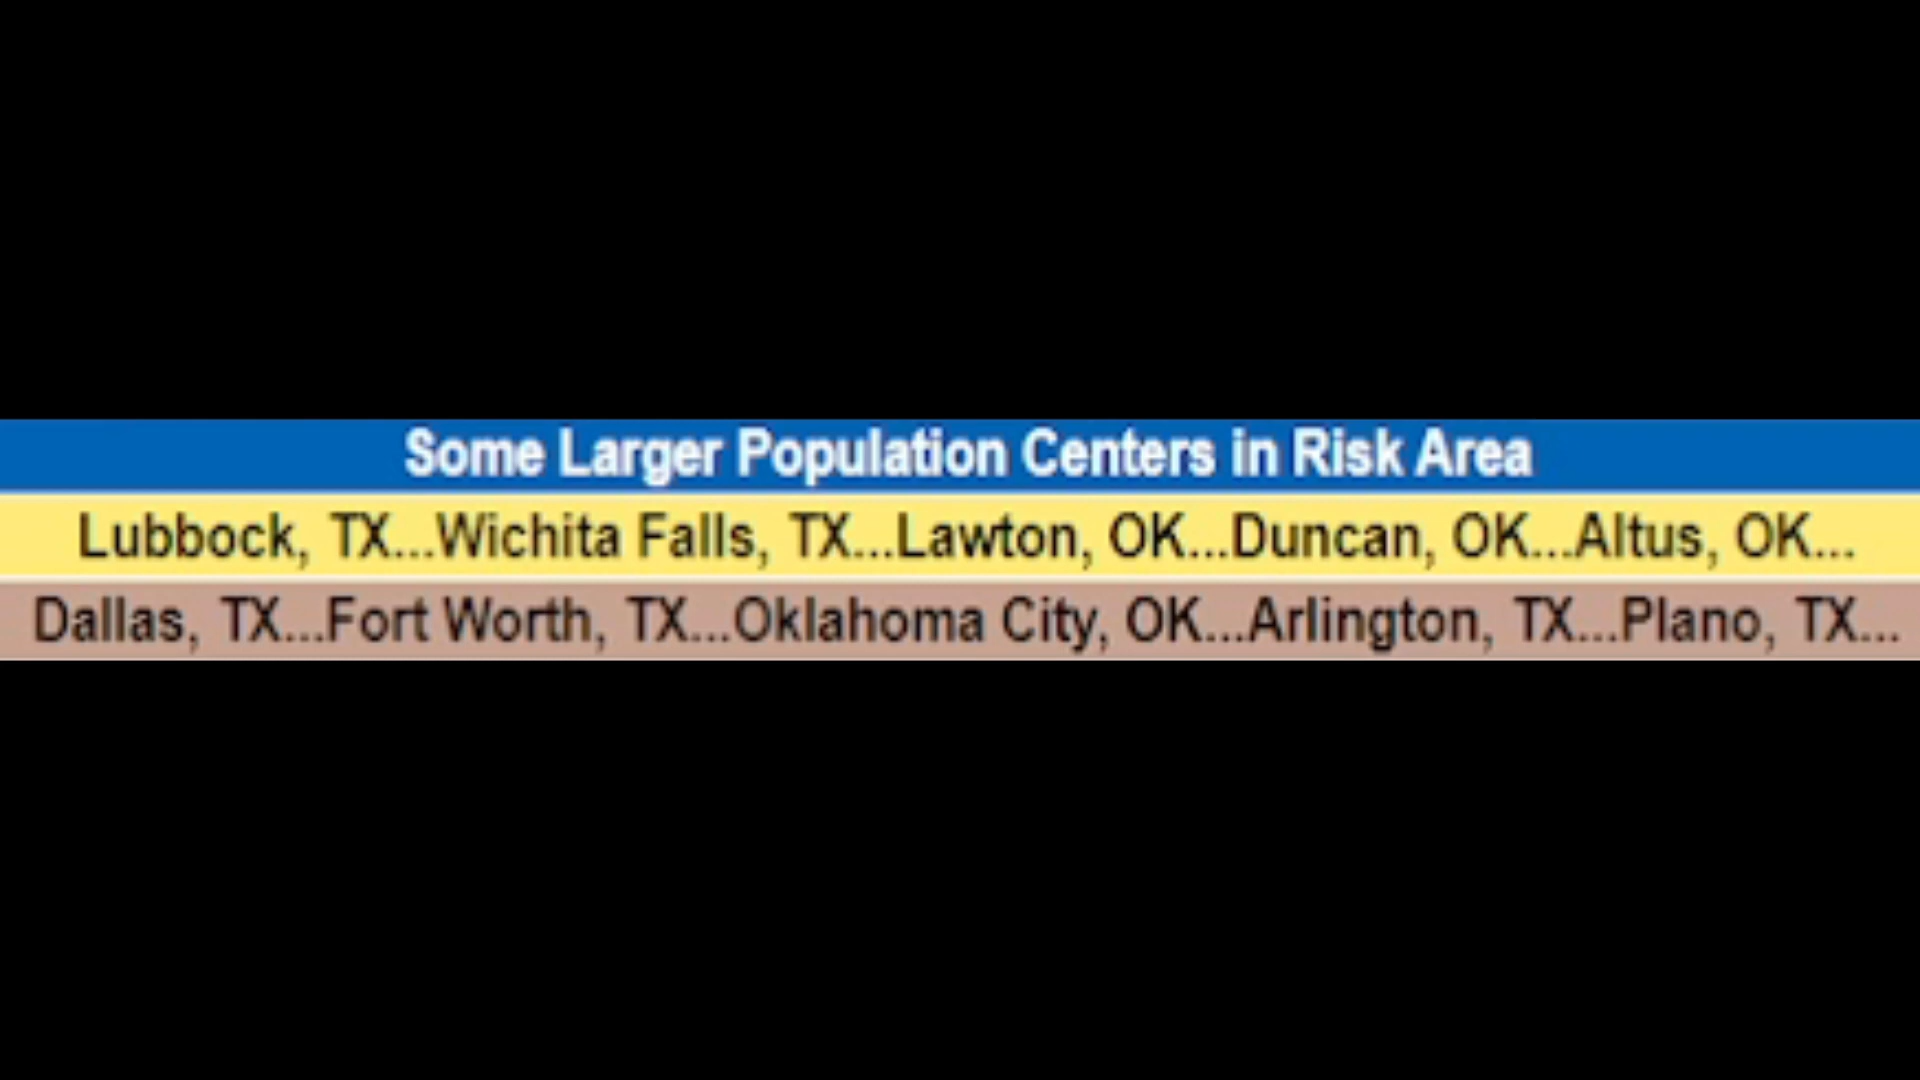 Some Larger Population Centers in Risk Area
Lubbock, TX...Wichita Falls, TX...Lawton, OK...Duncan, OK...Altus, OK...
Dallas, TX...Fort Worth, TX...Oklahoma City, OK...Arlington, TX...Plano, TX...